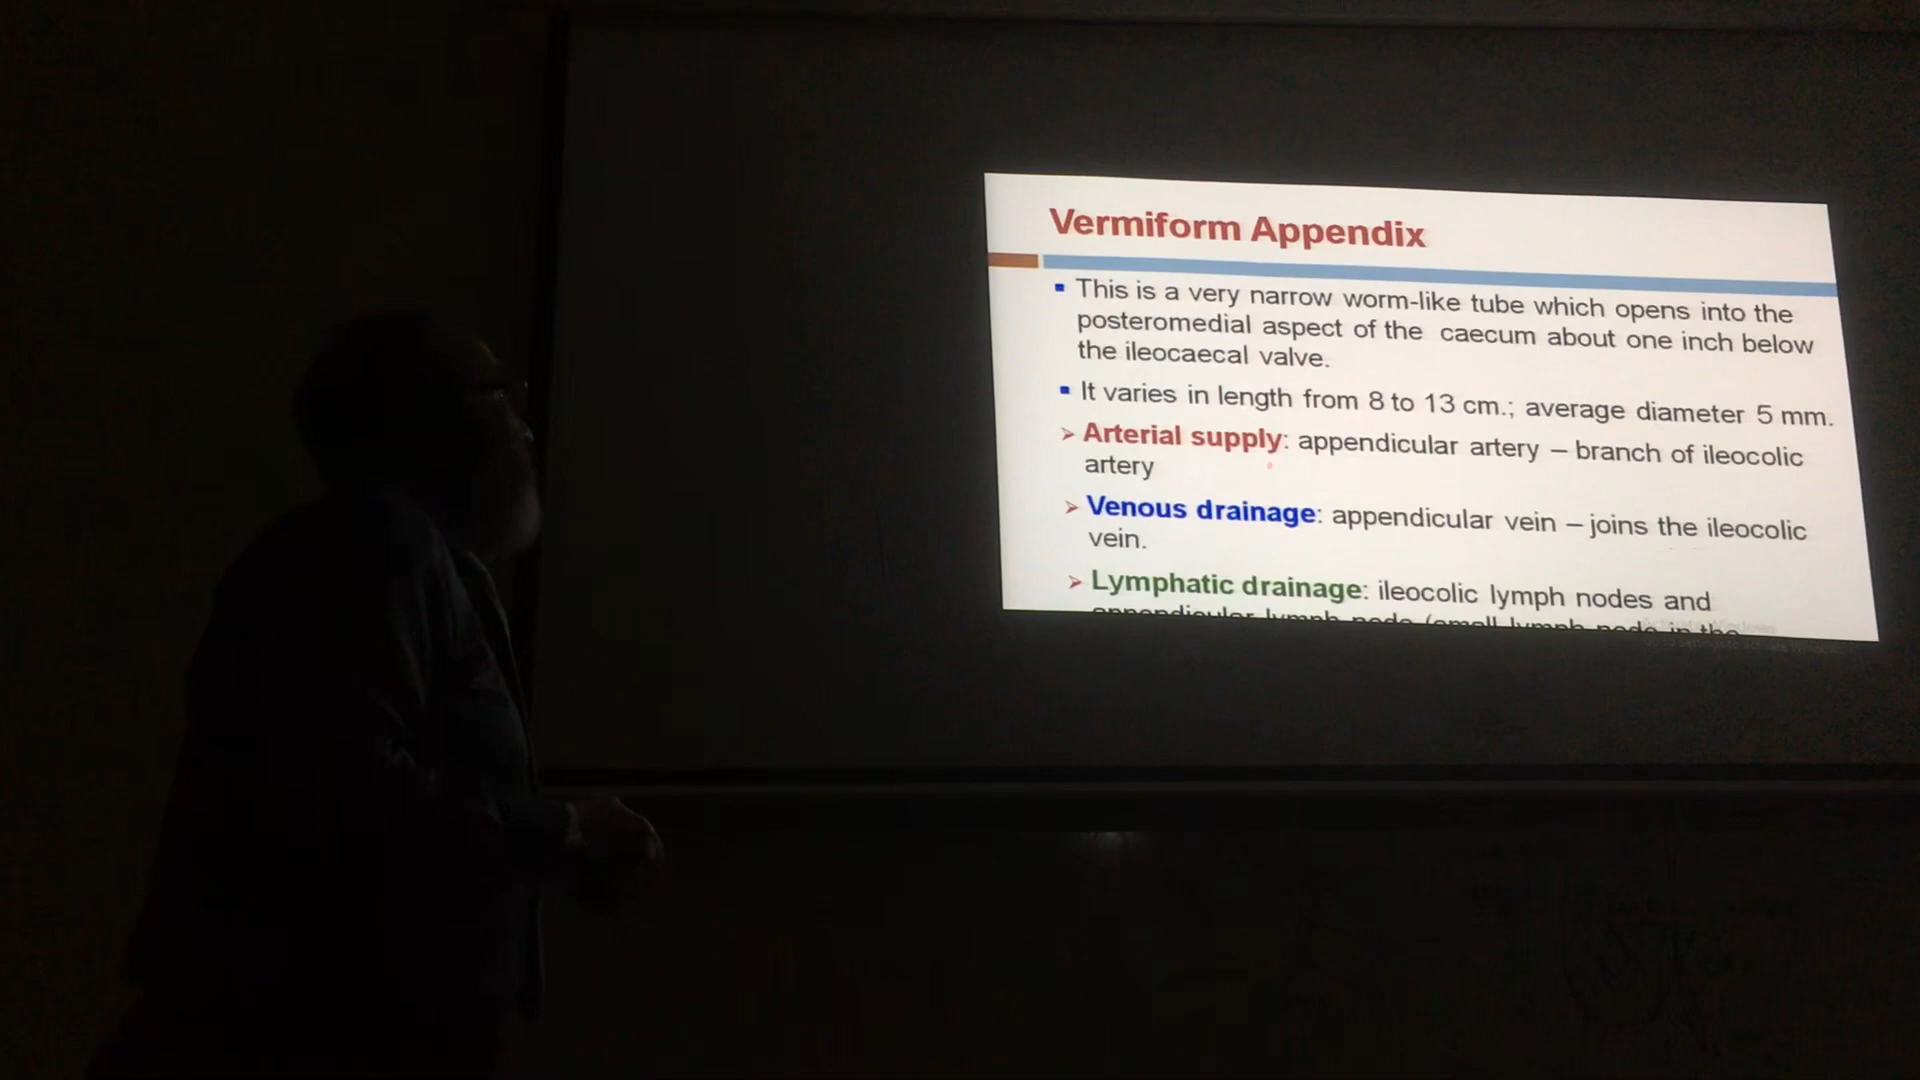 Vermiform Appendix
▪ This is a very narrow worm-like tube which opens into the
posteromedial aspect of the caecum about one inch below
the ileocaecal valve.
▪ It varies in length from 8 to 13 cm.; average diameter 5 mm.
➢ Arterial supply: appendicular artery – branch of ileocolic
artery
➢ Venous drainage: appendicular vein – joins the ileocolic
vein.
➢ Lymphatic drainage: ileocolic lymph nodes and
appendicular lymph node (small lymph node in the